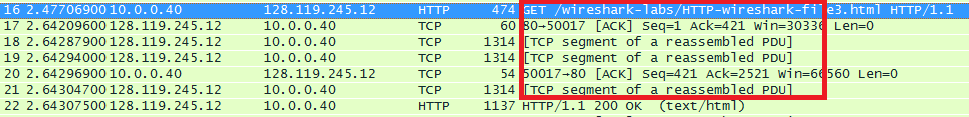 16 2.47706900 10.0.0.40 128.119.245.12 HTTP 474 GET /wireshark-labs/HTTP-wireshark-file3.html HTTP/1.1
17 2.64209600 128.119.245.12 10.0.0.40 TCP 60 80→50017 [ACK] Seq=1 Ack=421 Win=30336 Len=0
18 2.64287900 128.119.245.12 10.0.0.40 TCP 1314 [TCP segment of a reassembled PDU]
19 2.64294000 128.119.245.12 10.0.0.40 TCP 1314 [TCP segment of a reassembled PDU]
20 2.64296900 10.0.0.40 128.119.245.12 TCP 54 50017→80 [ACK] Seq=421 Ack=2521 Win=66560 Len=0
21 2.64304700 128.119.245.12 10.0.0.40 TCP 1314 [TCP segment of a reassembled PDU]
22 2.64307500 128.119.245.12 10.0.0.40 HTTP 1137 HTTP/1.1 200 OK (text/html)